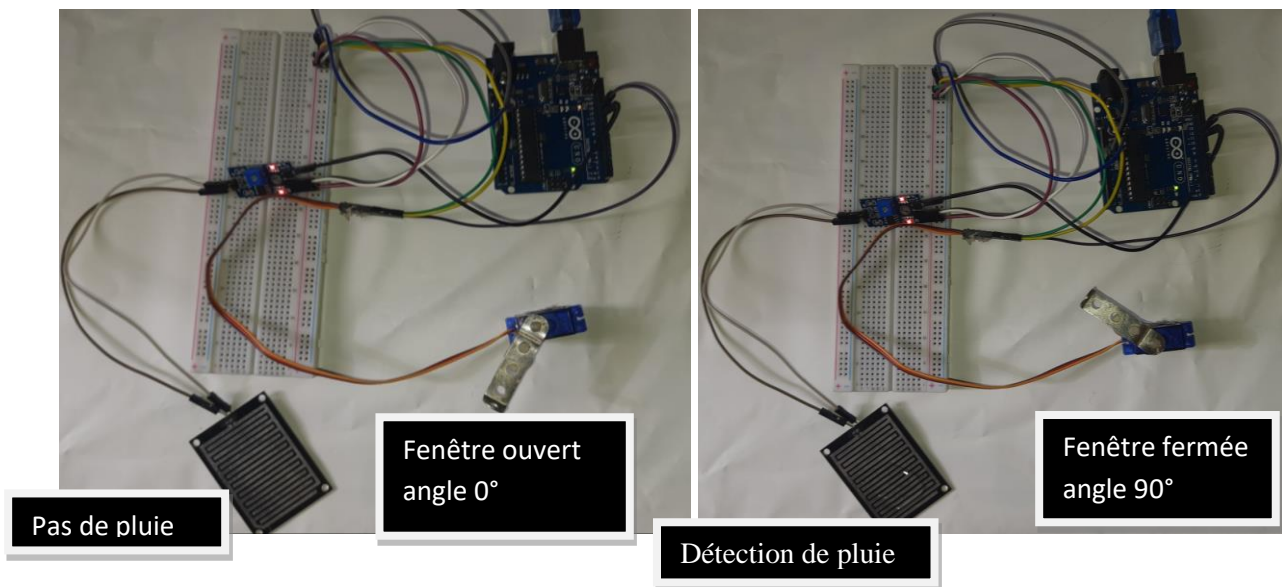 Fenêtre ouvert
angle 0°
Pas de pluie
Fenêtre fermée
angle 90°
Détection de pluie